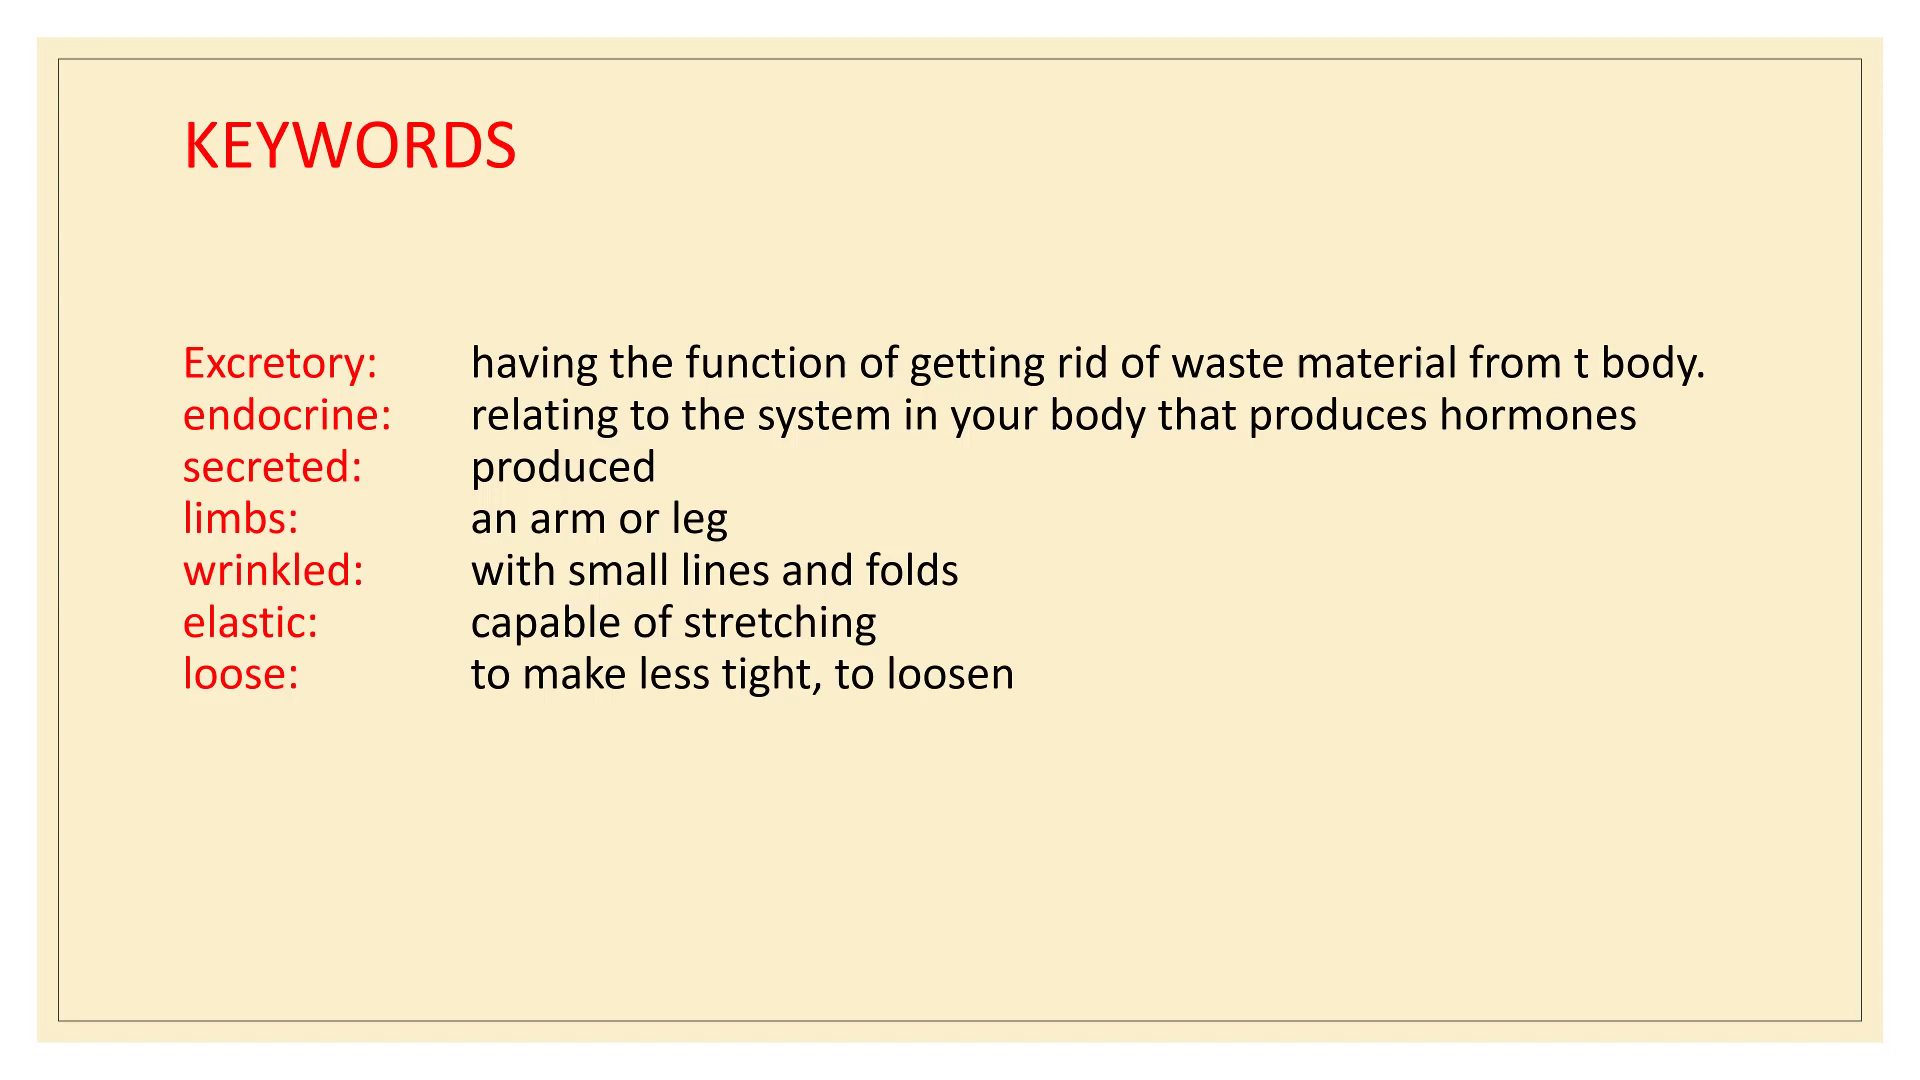 KEYWORDS
Excretory: having the function of getting rid of waste material from t body.
endocrine: relating to the system in your body that produces hormones
secreted: produced
limbs: an arm or leg
wrinkled: with small lines and folds
elastic: capable of stretching
loose: to make less tight, to loosen